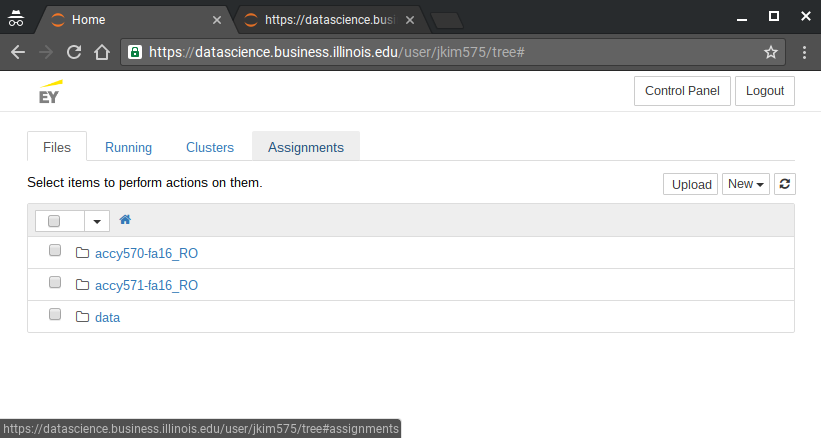 Home https://datascience.busi
https://datascience.business.illinois.edu/user/jkim575/tree#
EY Control Panel Logout
Files Running Clusters Assignments
Select items to perform actions on them. Upload New
accy570-fa16_RO
accy571-fa16_RO
data
https://datascience.business.illinois.edu/user/jkim575/tree#assignments